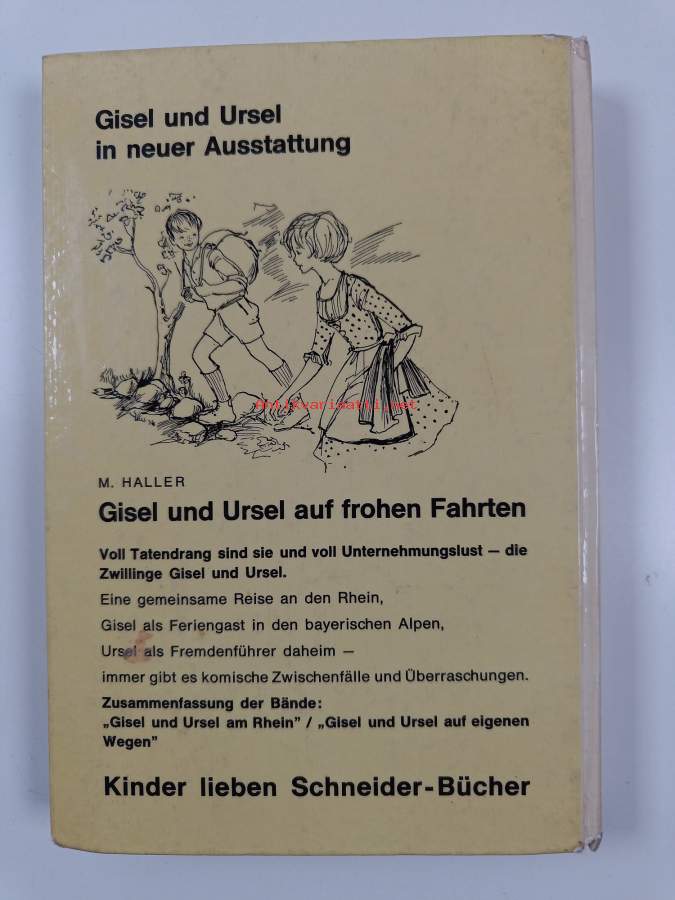 Gisel und Ursel
in neuer Ausstattung
Antikvariaatti.net
M. HALLER
Gisel und Ursel auf frohen Fahrten
Voll Tatendrang sind sie und voll Unternehmungslust — die
Zwillinge Gisel und Ursel.
Eine gemeinsame Reise an den Rhein,
Gisel als Feriengast in den bayerischen Alpen,
Ursel als Fremdenführer daheim —
immer gibt es komische Zwischenfälle und Überraschungen.
Zusammenfassung der Bände:
„Gisel und Ursel am Rhein” / „Gisel und Ursel auf eigenen
Wegen”
Kinder lieben Schneider-Bücher